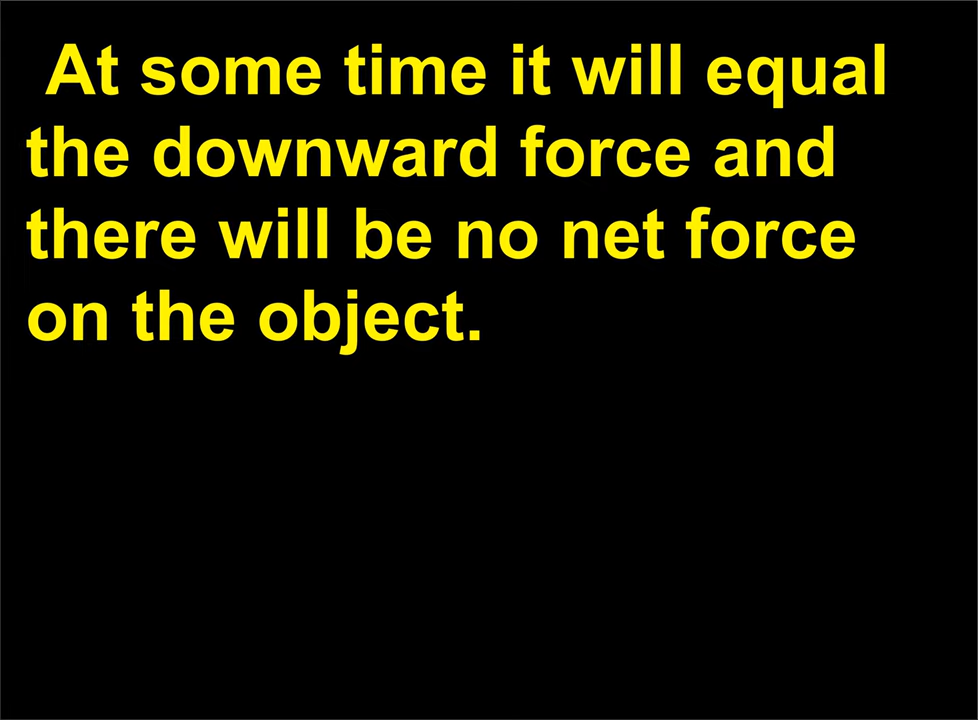 At some time it will equal
the downward force and
there will be no net force
on the object.